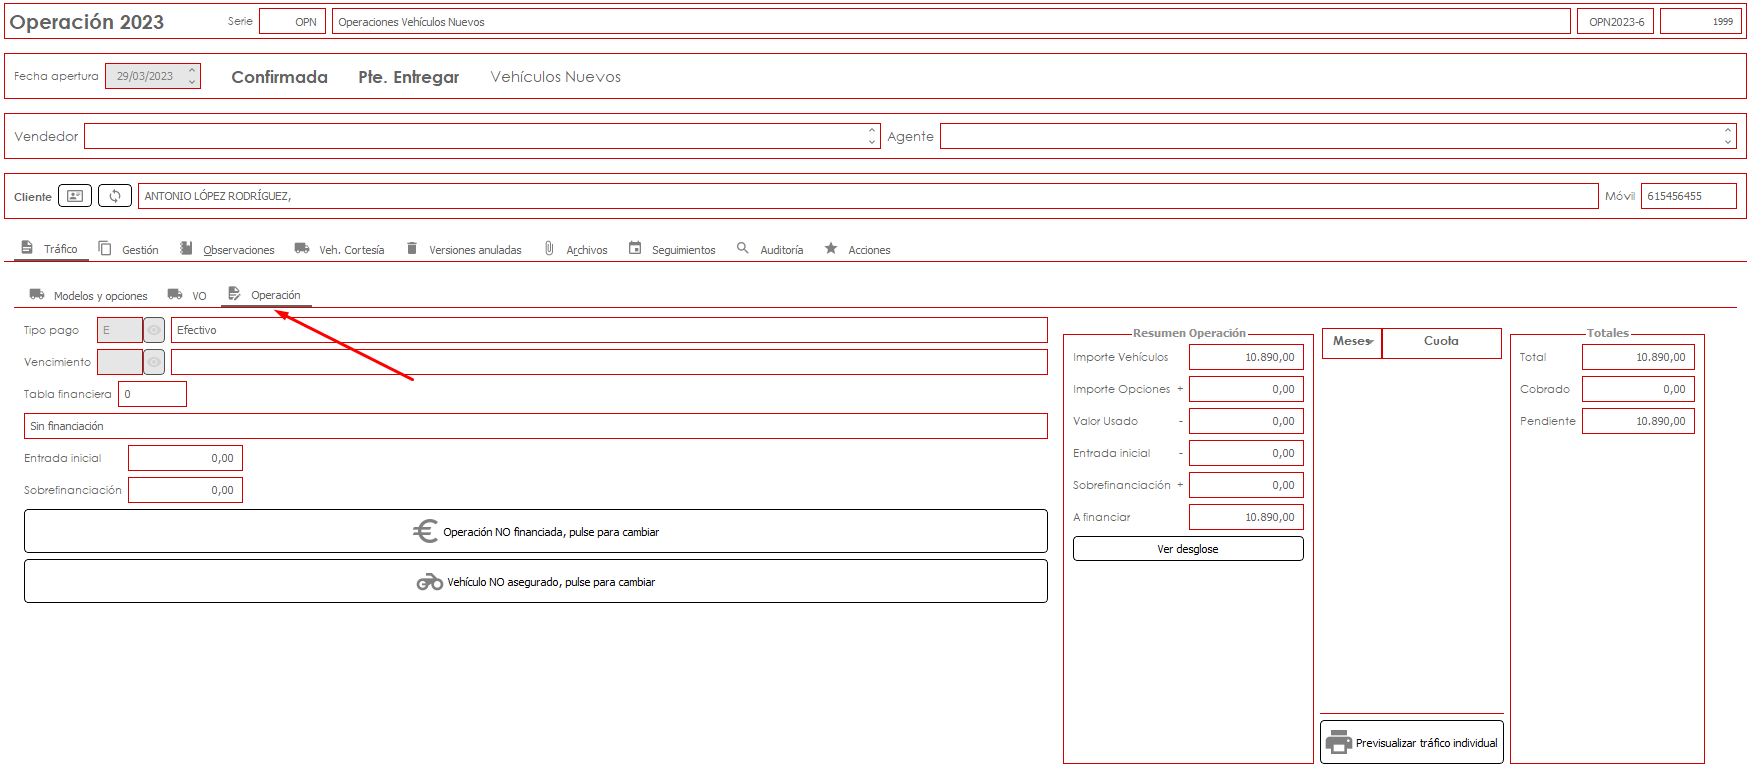 Operación 2023 Serie OPN Operaciones Vehículos Nuevos OPN2023-6 1999
Fecha apertura 29/03/2023 Confirmada Pte. Entregar Vehículos Nuevos
Vendedor Agente
Cliente ANTONIO LÓPEZ RODRÍGUEZ, Móvil 615456455
Tráfico Gestión Observaciones Veh. Cortesía Versiones anuladas Archivos Seguimientos Auditoría Acciones
Modelos y opciones VO Operación
Tipo pago E Efectivo
Vencimiento
Tabla financiera 0
Sin financiación
Entrada inicial 0,00
Sobrefinanciación 0,00
Operación NO financiada, pulse para cambiar
Vehículo NO asegurado, pulse para cambiar
Resumen Operación
Importe Vehículos 10.890,00
Importe Opciones + 0,00
Valor Usado - 0,00
Entrada inicial - 0,00
Sobrefinanciación + 0,00
A financiar 10.890,00
Ver desglose
Meses Cuota
Previsualizar tráfico individual
Totales
Total 10.890,00
Cobrado 0,00
Pendiente 10.890,00